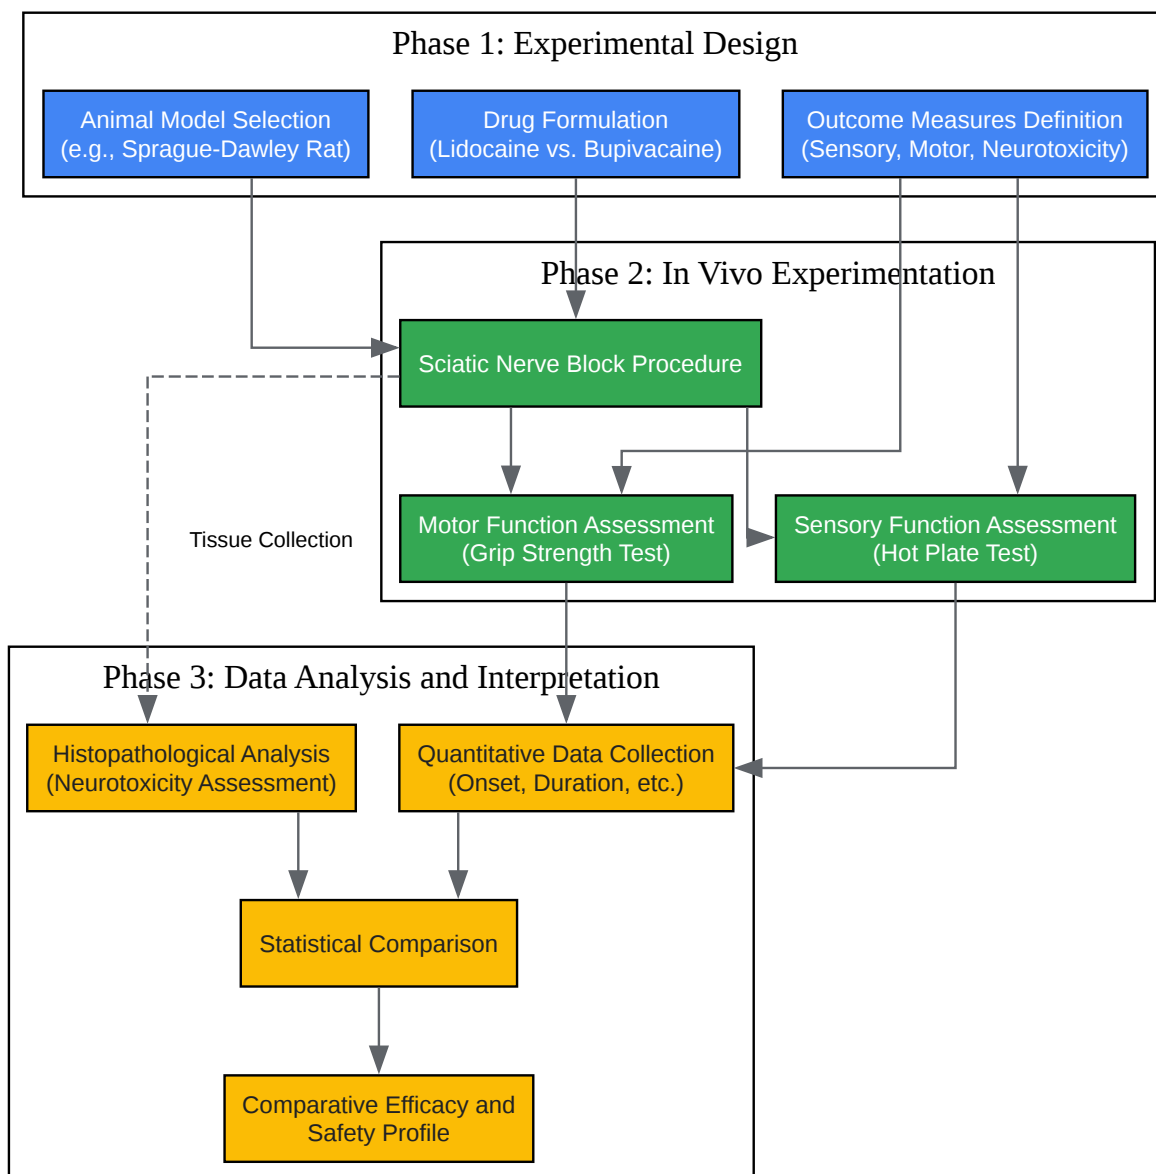 Phase 1: Experimental Design
Animal Model Selection
(e.g., Sprague-Dawley Rat)
Drug Formulation
(Lidocaine vs. Bupivacaine)
Outcome Measures Definition
(Sensory, Motor, Neurotoxicity)
Phase 2: In Vivo Experimentation
Sciatic Nerve Block Procedure
Motor Function Assessment
(Grip Strength Test)
Sensory Function Assessment
(Hot Plate Test)
Tissue Collection
Phase 3: Data Analysis and Interpretation
Histopathological Analysis
(Neurotoxicity Assessment)
Quantitative Data Collection
(Onset, Duration, etc.)
Statistical Comparison
Comparative Efficacy and
Safety Profile